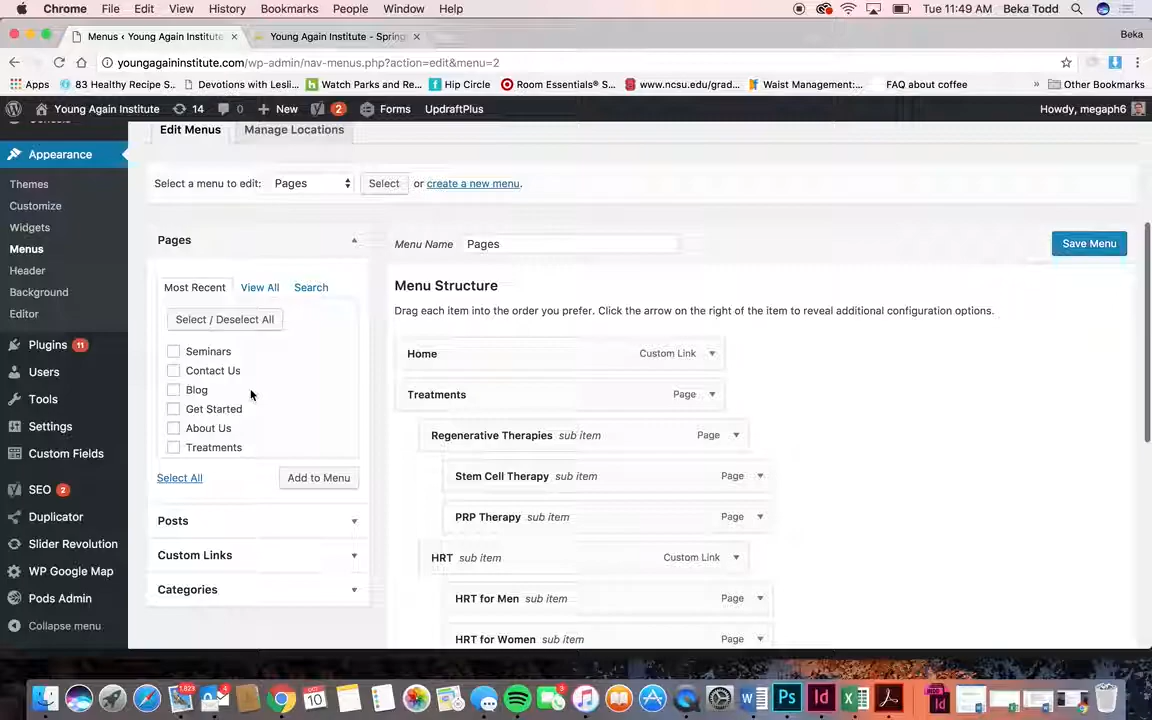 Chrome File Edit View History Bookmarks People Window Help Tue 11:49 AM Beka Todd
Menus ‹ Young Again Institute Young Again Institute - Spring Beka
youngagaininstitute.com/wp-admin/nav-menus.php?action=edit&menu=2
Apps 83 Healthy Recipe S... Devotions with Lesli... Watch Parks and Re... Hip Circle Room Essentials® S... www.ncsu.edu/grad... Waist Management:... FAQ about coffee » Other Bookmarks
Young Again Institute 14 0 New 2 Forms UpdraftPlus Howdy, megaph6
Edit Menus Manage Locations
Appearance
Themes
Customize
Widgets
Menus
Header
Background
Editor
Plugins 11
Users
Tools
Settings
Custom Fields
SEO 2
Duplicator
Slider Revolution
WP Google Map
Pods Admin
Collapse menu
Select a menu to edit: Pages Select or create a new menu.
Pages
Most Recent View All Search
Select / Deselect All
Seminars
Contact Us
Blog
Get Started
About Us
Treatments
Select All Add to Menu
Posts
Custom Links
Categories
Menu Name Pages Save Menu
Menu Structure
Drag each item into the order you prefer. Click the arrow on the right of the item to reveal additional configuration options.
Home Custom Link
Treatments Page
Regenerative Therapies sub item Page
Stem Cell Therapy sub item Page
PRP Therapy sub item Page
HRT sub item Custom Link
HRT for Men sub item Page
HRT for Women sub item Page
1,823 4 10 3
Ps Id